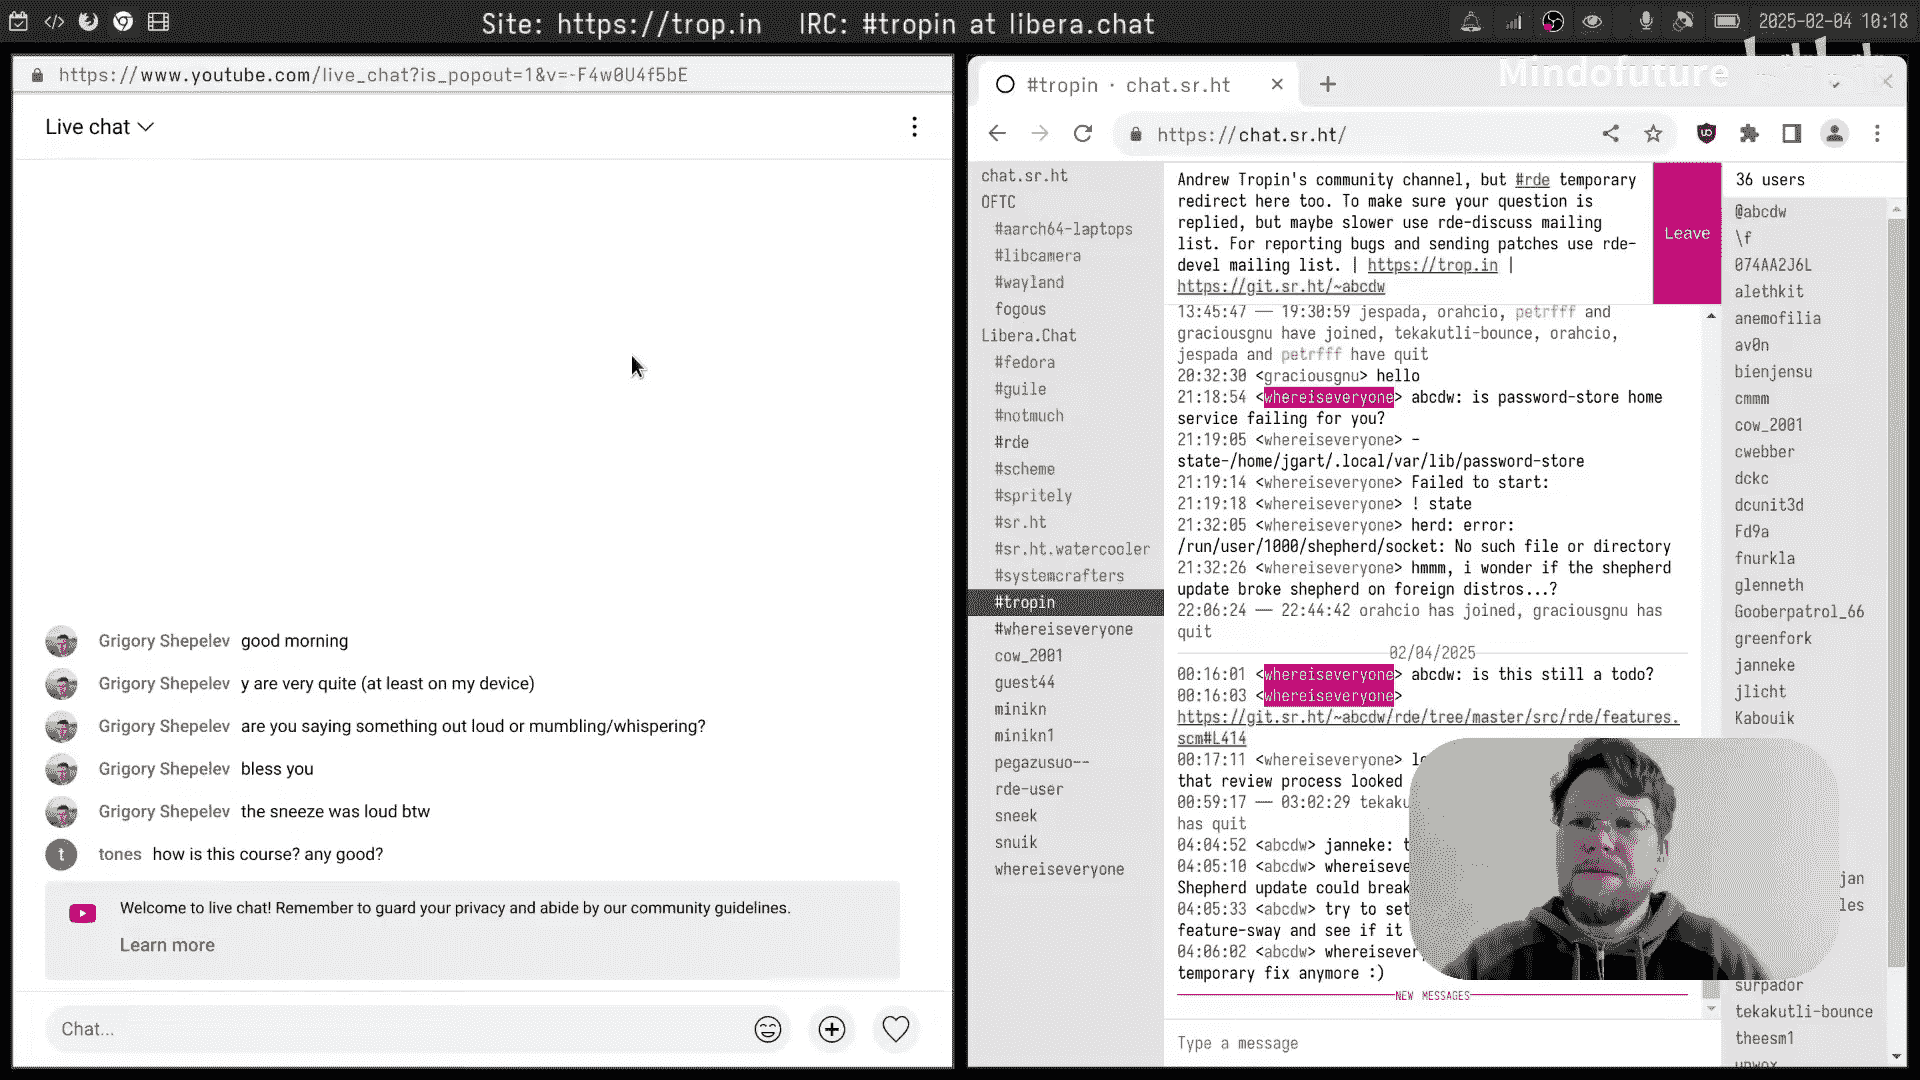 Site: https://trop.in   IRC: #tropin at libera.chat
2025-02-04 10:18
https://www.youtube.com/live_chat?is_popout=1&v=-F4w0U4f5bE
Live chat
Grigory Shepelev good morning
Grigory Shepelev y are very quite (at least on my device)
Grigory Shepelev are you saying something out loud or mumbling/whispering?
Grigory Shepelev bless you
Grigory Shepelev the sneeze was loud btw
t tones how is this course? any good?
Welcome to live chat! Remember to guard your privacy and abide by our community guidelines.
Learn more
Chat...
Mindofuture
#tropin · chat.sr.ht
https://chat.sr.ht/
chat.sr.ht
OFTC
#aarch64-laptops
#libcamera
#wayland
fogous
Libera.Chat
#fedora
#guile
#notmuch
#rde
#scheme
#spritely
#sr.ht
#sr.ht.watercooler
#systemcrafters
#tropin
#whereiseveryone
cow_2001
guest44
minikn
minikn1
pegazusuo--
rde-user
sneek
snuik
whereiseveryone
Andrew Tropin's community channel, but #rde temporary
redirect here too. To make sure your question is
replied, but maybe slower use rde-discuss mailing
list. For reporting bugs and sending patches use rde-
devel mailing list. | https://trop.in |
https://git.sr.ht/~abcdw
Leave
13:45:47 — 19:30:59 jespada, orahcio, petrfff and
graciousgnu have joined, tekakutli-bounce, orahcio,
jespada and petrfff have quit
20:32:30 <graciousgnu> hello
21:18:54 <whereiseveryone> abcdw: is password-store home
service failing for you?
21:19:05 <whereiseveryone> -
state-/home/jgart/.local/var/lib/password-store
21:19:14 <whereiseveryone> Failed to start:
21:19:18 <whereiseveryone> ! state
21:32:05 <whereiseveryone> herd: error:
/run/user/1000/shepherd/socket: No such file or directory
21:32:26 <whereiseveryone> hmmm, i wonder if the shepherd
update broke shepherd on foreign distros...?
22:06:24 — 22:44:42 orahcio has joined, graciousgnu has
quit
02/04/2025
00:16:01 <whereiseveryone> abcdw: is this still a todo?
00:16:03 <whereiseveryone>
https://git.sr.ht/~abcdw/rde/tree/master/src/rde/features.
scm#L414
00:17:11 <whereiseveryone>
that review process looked
00:59:17 — 03:02:29
has quit
04:04:52 <abcdw> janneke:
04:05:10 <abcdw>
Shepherd update could break
04:05:33 <abcdw> try to set
feature-sway and see if it
04:06:02 <abcdw>
temporary fix anymore :)
NEW MESSAGES
Type a message
36 users
@abcdw
\f
074AA2J6L
alethkit
anemofilia
av0n
bienjensu
cmmm
cow_2001
cwebber
dckc
dcunit3d
Fd9a
fnurkla
glenneth
Gooberpatrol_66
greenfork
janneke
jlicht
Kabouik
jan
les
surpador
tekakutli-bounce
theesm1